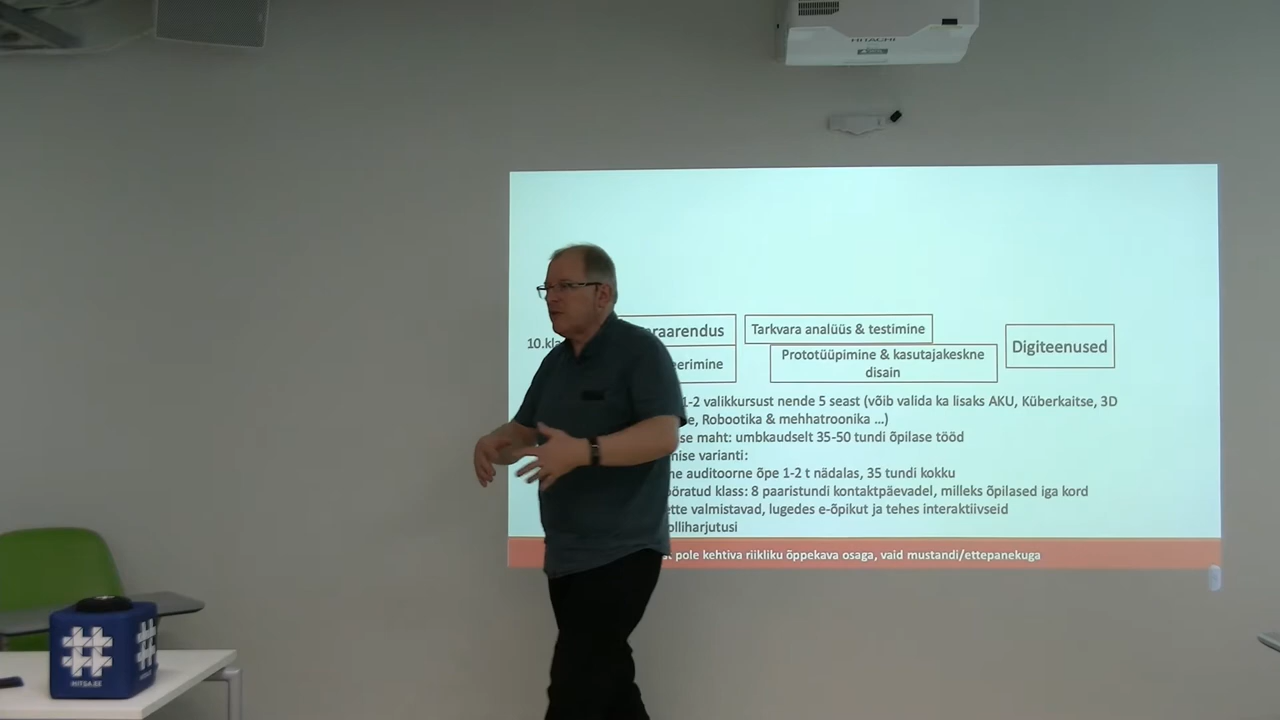 HITACHI
10.kla
raarendus
Tarkvara analüüs & testimine
Digiteenused
eerimine
Prototüüpimine & kasutajakeskne
disain
1-2 valikkursust nende 5 seast (võib valida ka lisaks AKU, Küberkaitse, 3D
e, Robootika & mehhatroonika ...)
se maht: umbkaudselt 35-50 tundi õpilase tööd
mise varianti:
ne auditoorne õpe 1-2 t nädalas, 35 tundi kokku
ööratud klass: 8 paaristundi kontaktpäevadel, milleks õpilased iga kord
ette valmistavad, lugedes e-õpikut ja tehes interaktiivseid
olliharjutusi
pole kehtiva riikliku õppekava osaga, vaid mustandi/ettepanekuga
HITSA.EE